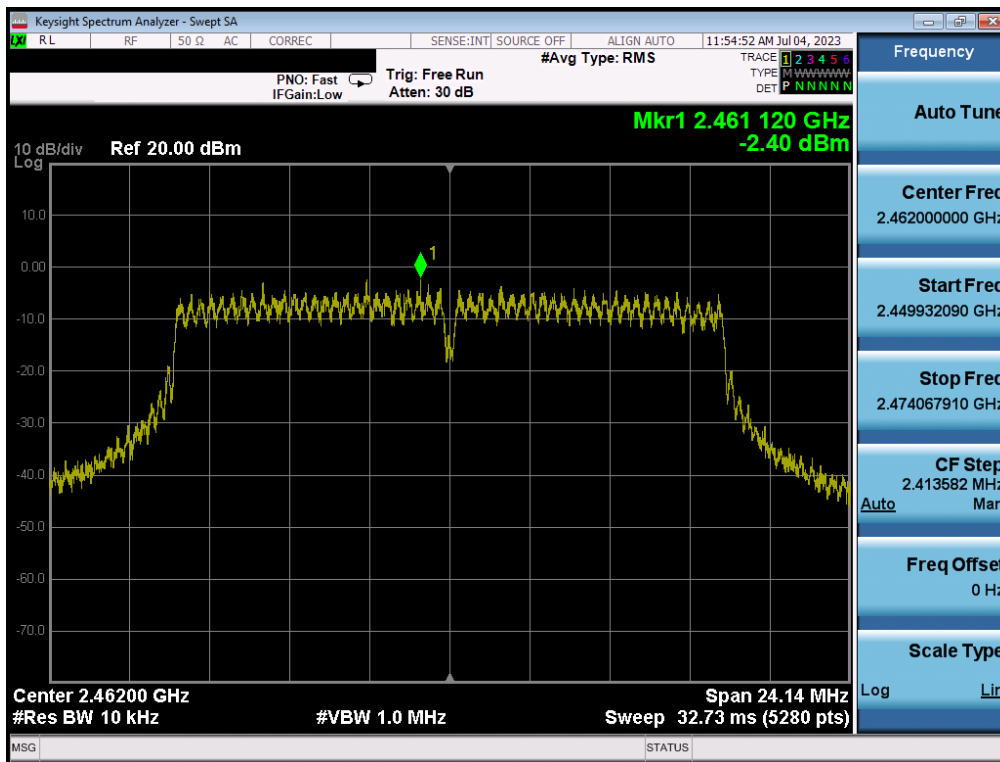 Keysight Spectrum Analyzer - Swept SA
LXI RL RF 50 Ω AC CORREC SENSE:INT SOURCE OFF ALIGN AUTO 11:54:52 AM Jul 04, 2023
Frequency
#Avg Type: RMS
TRACE 1 2 3 4 5 6
PNO: Fast
Trig: Free Run
TYPE M W W W W W
IFGain:Low
Atten: 30 dB
DET P N N N N N
Auto Tune
Mkr1 2.461 120 GHz
-2.40 dBm
10 dB/div
Log
Ref 20.00 dBm
1
10.0
0.00
-10.0
-20.0
-30.0
-40.0
-50.0
-60.0
-70.0
Center Freq
2.462000000 GHz
Start Freq
2.449932090 GHz
Stop Freq
2.474067910 GHz
CF Step
2.413582 MHz
Auto Man
Freq Offset
0 Hz
Scale Type
Log Lin
Center 2.46200 GHz
Span 24.14 MHz
#Res BW 10 kHz
#VBW 1.0 MHz
Sweep 32.73 ms (5280 pts)
MSG
STATUS